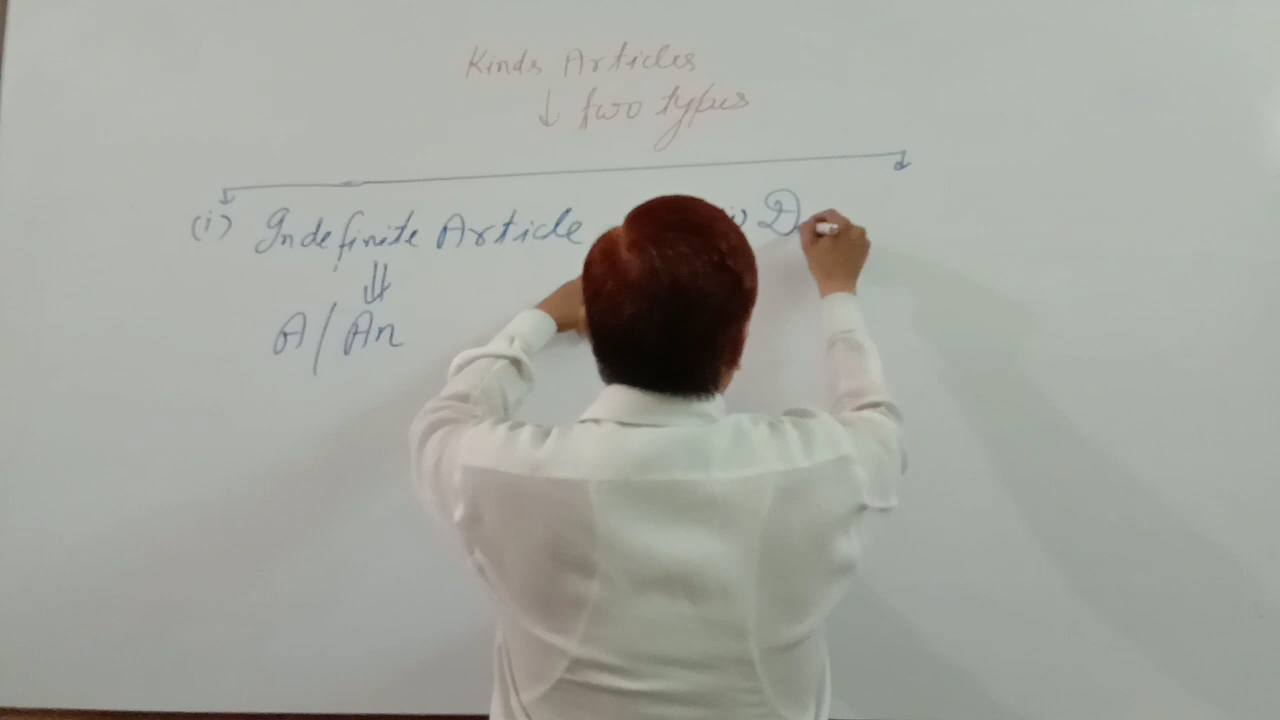 Kinds Articles
↓ two types
(i) Indefinite Article
D
A/An